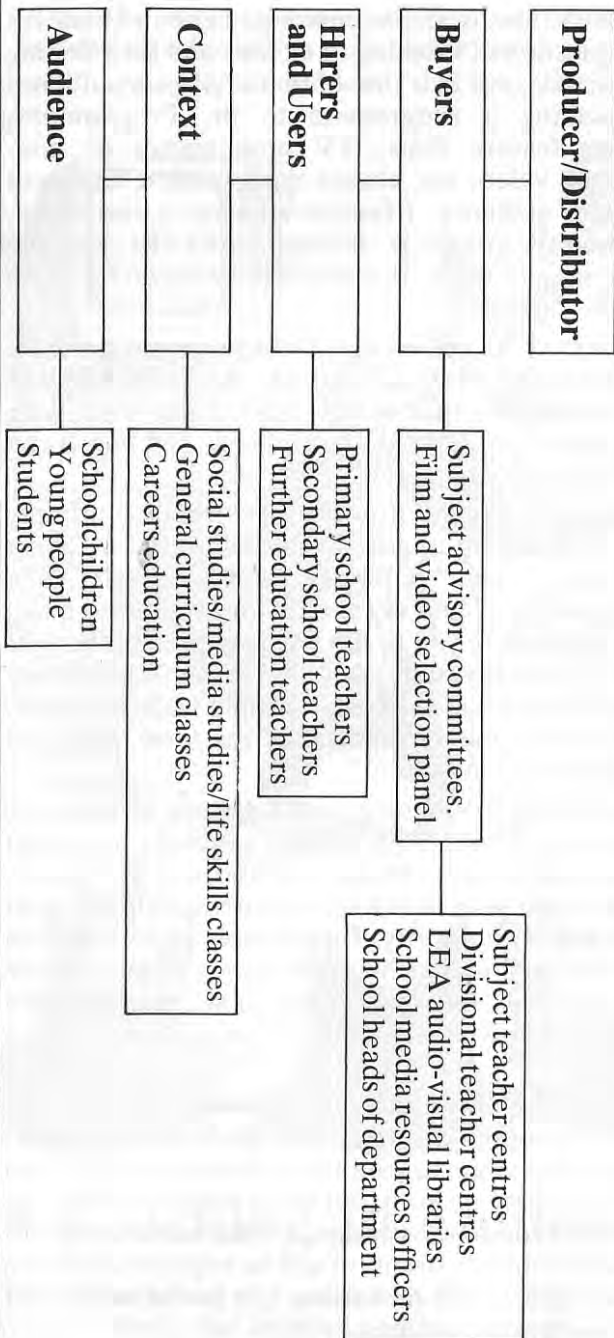 Producer/Distributor
Buyers
Subject advisory committees.
Film and video selection panel
Subject teacher centres
Divisional teacher centres
LEA audio-visual libraries
School media resources officers
School heads of department
Hirers
and Users
Primary school teachers
Secondary school teachers
Further education teachers
Context
Social studies/media studies/life skills classes
General curriculum classes
Careers education
Audience
Schoolchildren
Young people
Students